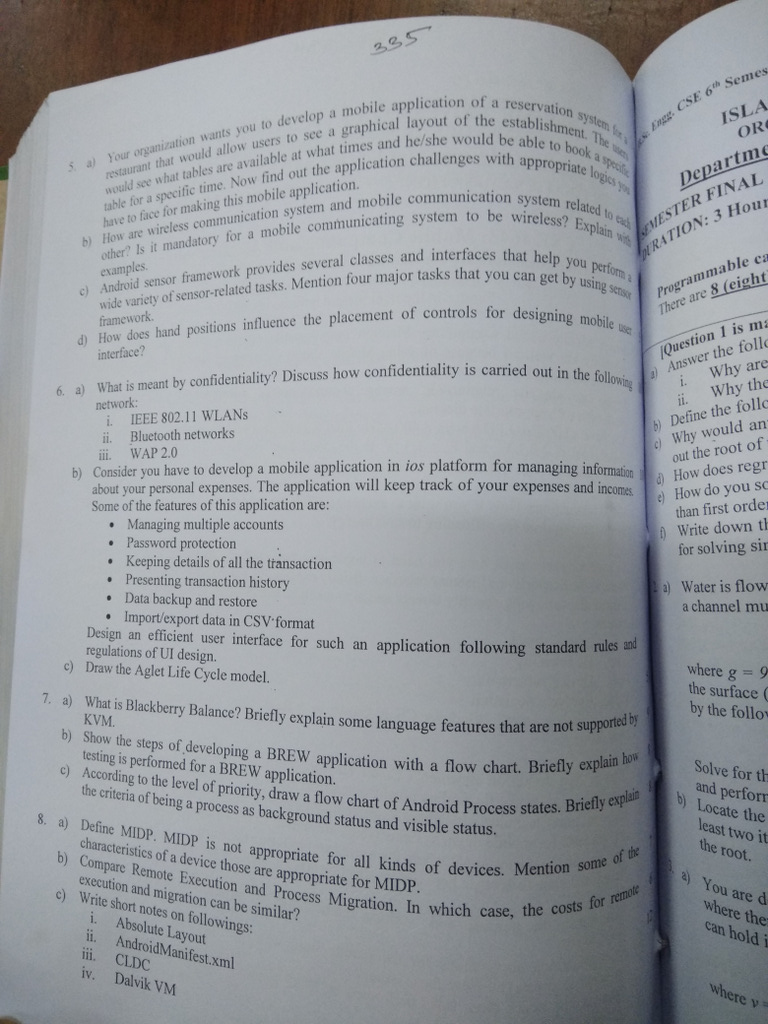 335
5. a) Your organization wants you to develop a mobile application of a reservation system for a
restaurant that would allow users to see a graphical layout of the establishment. The users
would see what tables are available at what times and he/she would be able to book a specific
table for a specific time. Now find out the application challenges with appropriate logics you
have to face for making this mobile application.
b) How are wireless communication system and mobile communication system related to each
other? Is it mandatory for a mobile communicating system to be wireless? Explain with
examples.
c) Android sensor framework provides several classes and interfaces that help you perform a
wide variety of sensor-related tasks. Mention four major tasks that you can get by using sensor
framework.
d) How does hand positions influence the placement of controls for designing mobile user
interface?
6. a) What is meant by confidentiality? Discuss how confidentiality is carried out in the following
network:
i. IEEE 802.11 WLANs
ii. Bluetooth networks
iii. WAP 2.0
b) Consider you have to develop a mobile application in ios platform for managing information
about your personal expenses. The application will keep track of your expenses and incomes.
Some of the features of this application are:
• Managing multiple accounts
• Password protection
• Keeping details of all the transaction
• Presenting transaction history
• Data backup and restore
• Import/export data in CSV format
Design an efficient user interface for such an application following standard rules and
regulations of UI design.
c) Draw the Aglet Life Cycle model.
7. a) What is Blackberry Balance? Briefly explain some language features that are not supported by
KVM.
b) Show the steps of developing a BREW application with a flow chart. Briefly explain how
testing is performed for a BREW application.
c) According to the level of priority, draw a flow chart of Android Process states. Briefly explain
the criteria of being a process as background status and visible status.
8. a) Define MIDP. MIDP is not appropriate for all kinds of devices. Mention some of the
characteristics of a device those are appropriate for MIDP.
b) Compare Remote Execution and Process Migration. In which case, the costs for remote
execution and migration can be similar?
c) Write short notes on followings:
i. Absolute Layout
ii. AndroidManifest.xml
iii. CLDC
iv. Dalvik VM
Engg. CSE 6th Semes
ISLA
ORG
Departme
SEMESTER FINAL
DURATION: 3 Hour
Programmable ca
There are 8 (eight
[Question 1 is ma
a) Answer the follo
i. Why are
ii. Why the
b) Define the follo
c) Why would an
out the root of
d) How does regr
e) How do you so
than first order
f) Write down th
for solving sin
a) Water is flow
a channel mu
where g = 9
the surface (
by the follow
Solve for th
and perform
b) Locate the
least two it
the root.
a) You are d
where the
can hold i
where v =